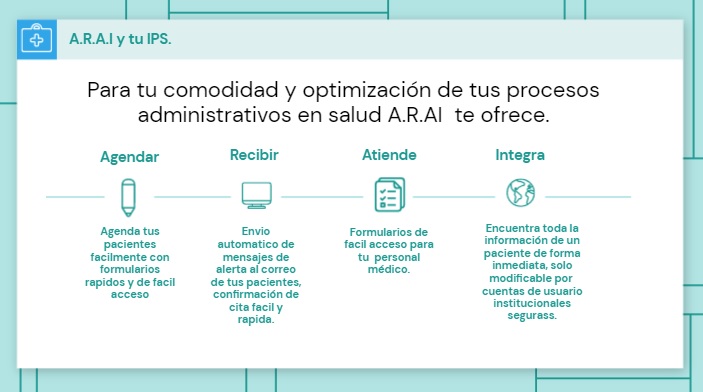 A.R.A.I y tu IPS.
Para tu comodidad y optimización de tus procesos
administrativos en salud A.R.AI te ofrece.
Agendar
Agenda tus
pacientes
facilmente con
formularios
rapidos y de facil
acceso
Recibir
Envio
automatico de
mensajes de
alerta al correo
de tus pacientes,
confirmación de
cita facil y
rapida.
Atiende
Formularios de
facil acceso para
tu personal
médico.
Integra
Encuentra toda la
información de un
paciente de forma
inmediata, solo
modificable por
cuentas de usuario
institucionales
segurass.